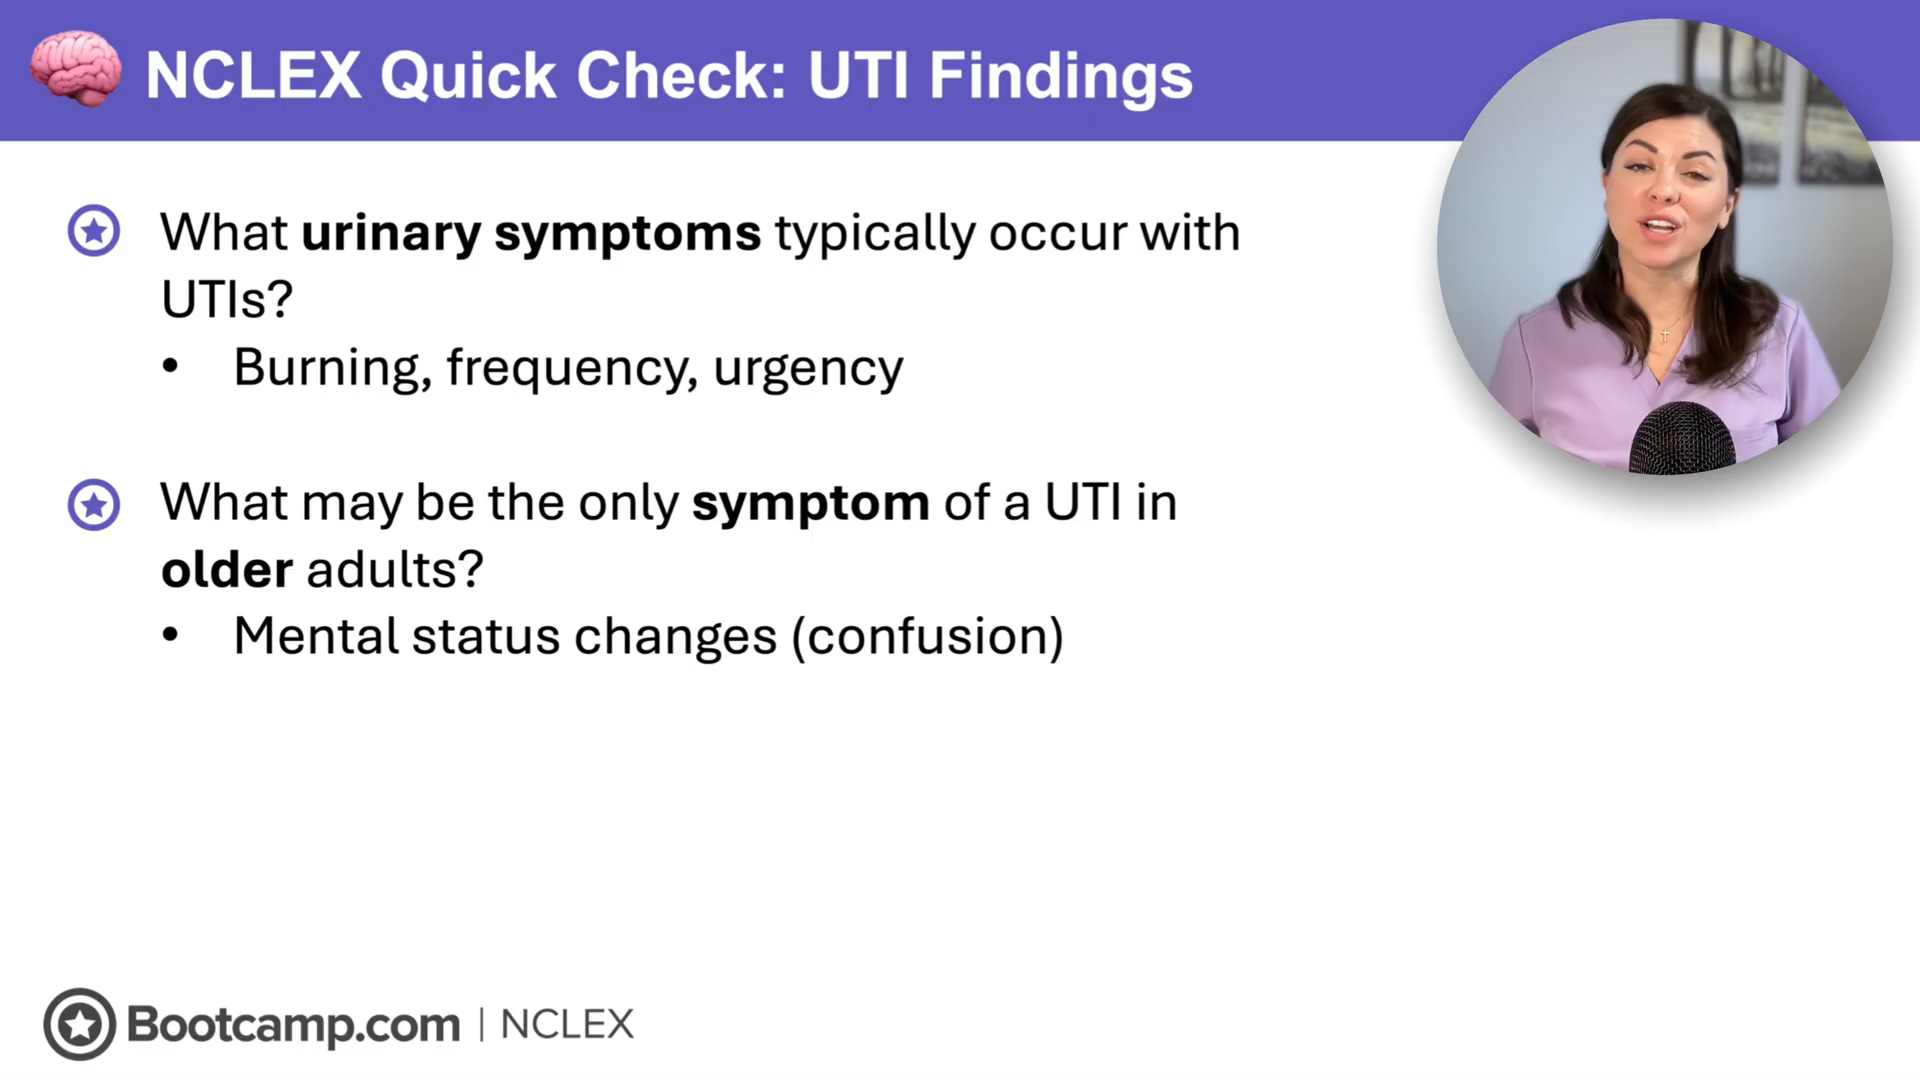 NCLEX Quick Check: UTI Findings
What urinary symptoms typically occur with
UTIs?
• Burning, frequency, urgency
What may be the only symptom of a UTI in
older adults?
• Mental status changes (confusion)
Bootcamp.com | NCLEX